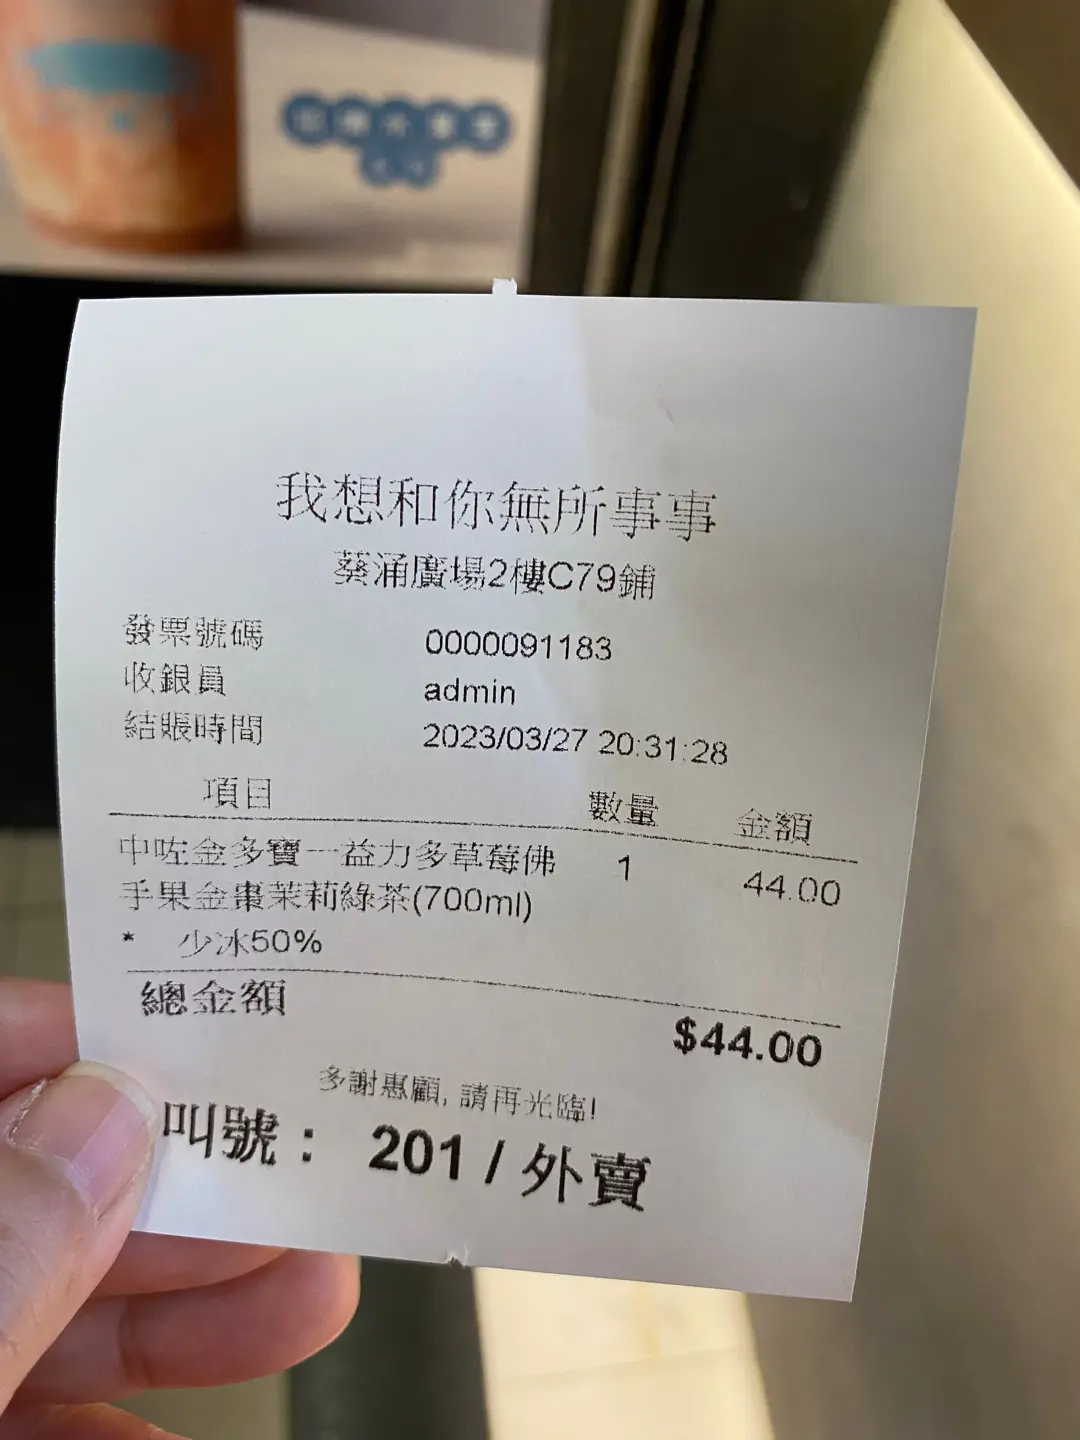 我想和你無所事事
葵涌廣場2樓C79鋪
發票號碼 0000091183
收銀員 admin
結賬時間 2023/03/27 20:31:28
項目 數量 金額
中咗金多寶一益力多草莓佛 1 44.00
手果金棗茉莉綠茶(700ml)
* 少冰50%
總金額 $44.00
多謝惠顧, 請再光臨!
叫號： 201 / 外賣